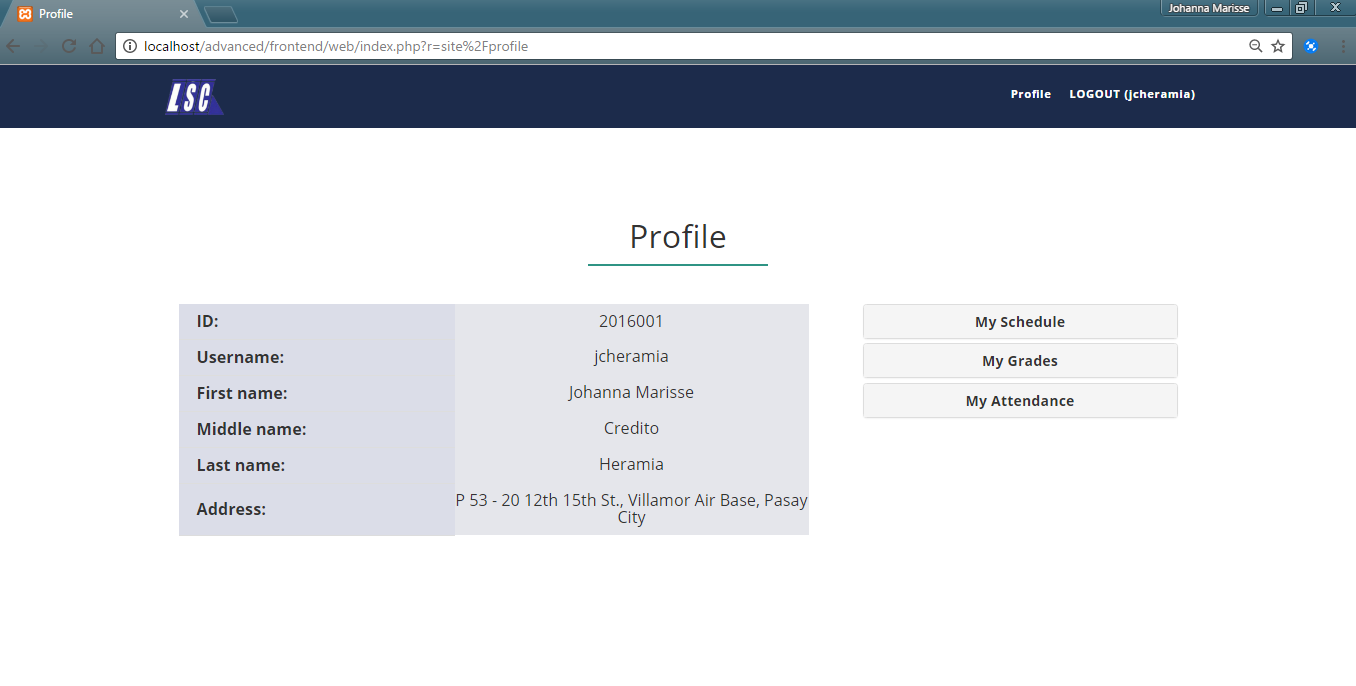 Profile
Johanna Marisse
localhost/advanced/frontend/web/index.php?r=site%2Fprofile
LSC
Profile LOGOUT (jcheramia)
Profile
ID: 2016001
Username: jcheramia
First name: Johanna Marisse
Middle name: Credito
Last name: Heramia
Address: P 53 - 20 12th 15th St., Villamor Air Base, Pasay
City
My Schedule
My Grades
My Attendance